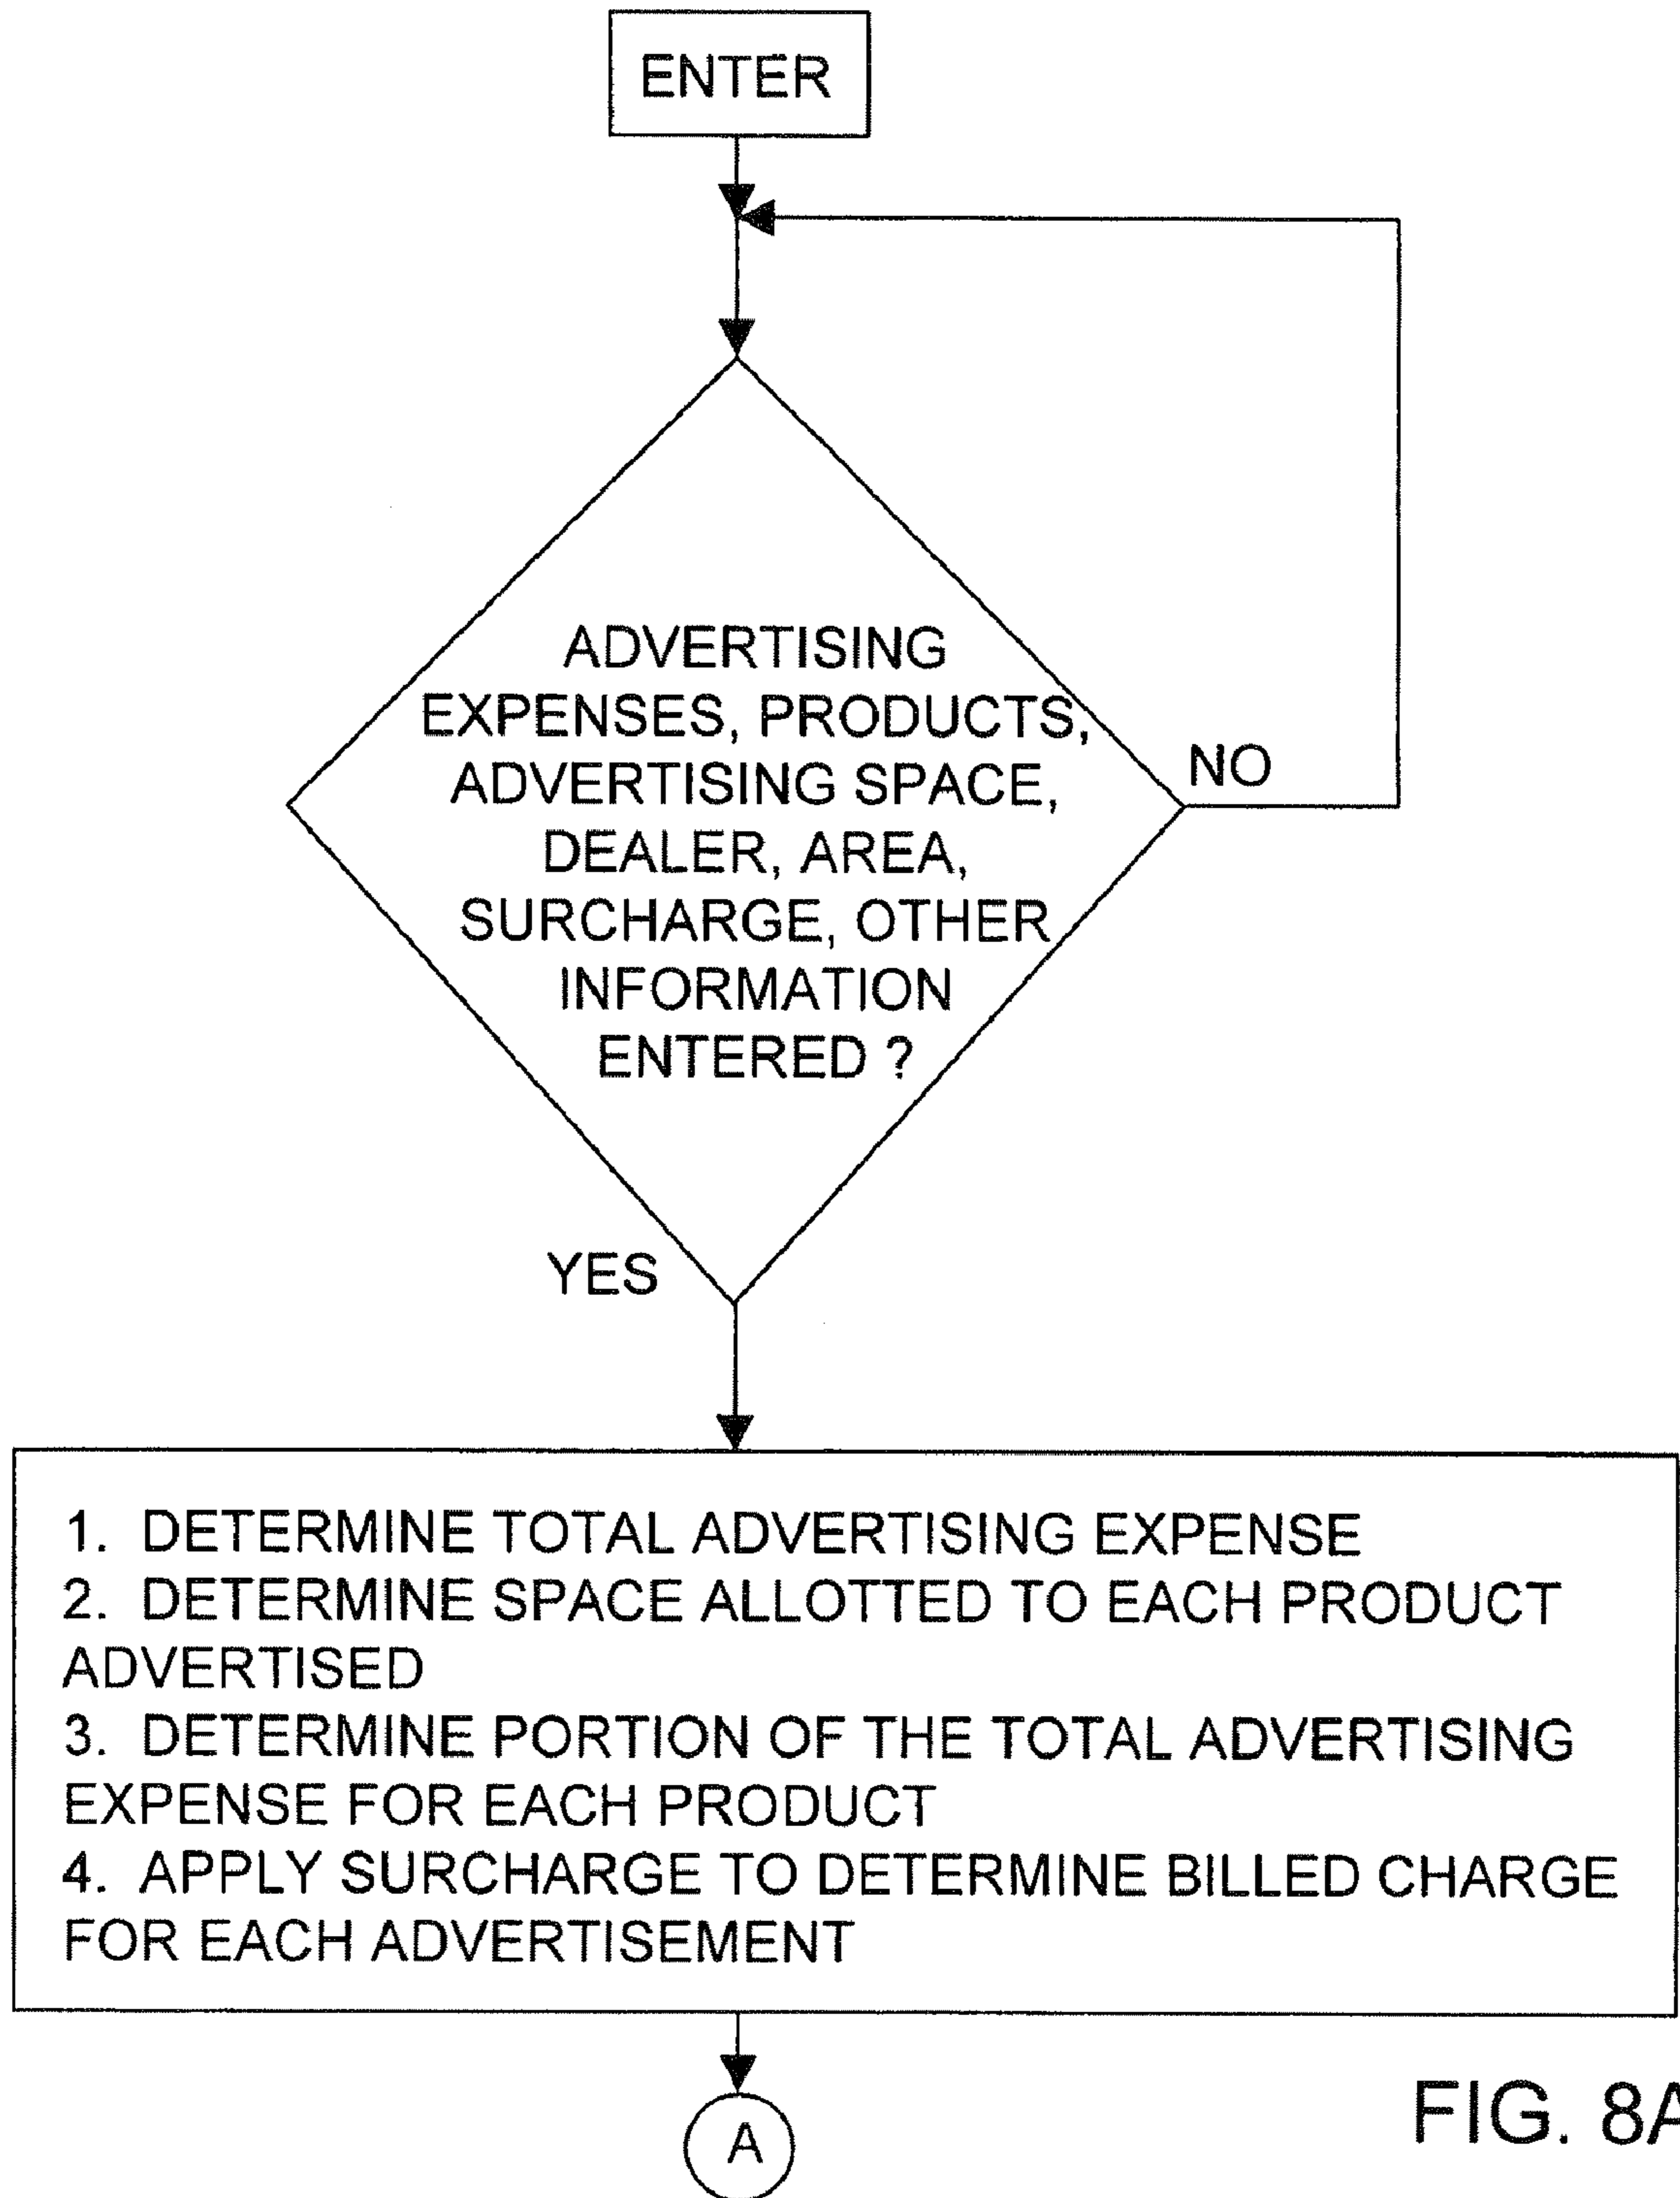 ENTER
ADVERTISING
EXPENSES, PRODUCTS,
ADVERTISING SPACE,
DEALER, AREA,
SURCHARGE, OTHER
INFORMATION
ENTERED ?
NO
YES
1. DETERMINE TOTAL ADVERTISING EXPENSE
2. DETERMINE SPACE ALLOTTED TO EACH PRODUCT
ADVERTISED
3. DETERMINE PORTION OF THE TOTAL ADVERTISING
EXPENSE FOR EACH PRODUCT
4. APPLY SURCHARGE TO DETERMINE BILLED CHARGE
FOR EACH ADVERTISEMENT
A
FIG. 8A